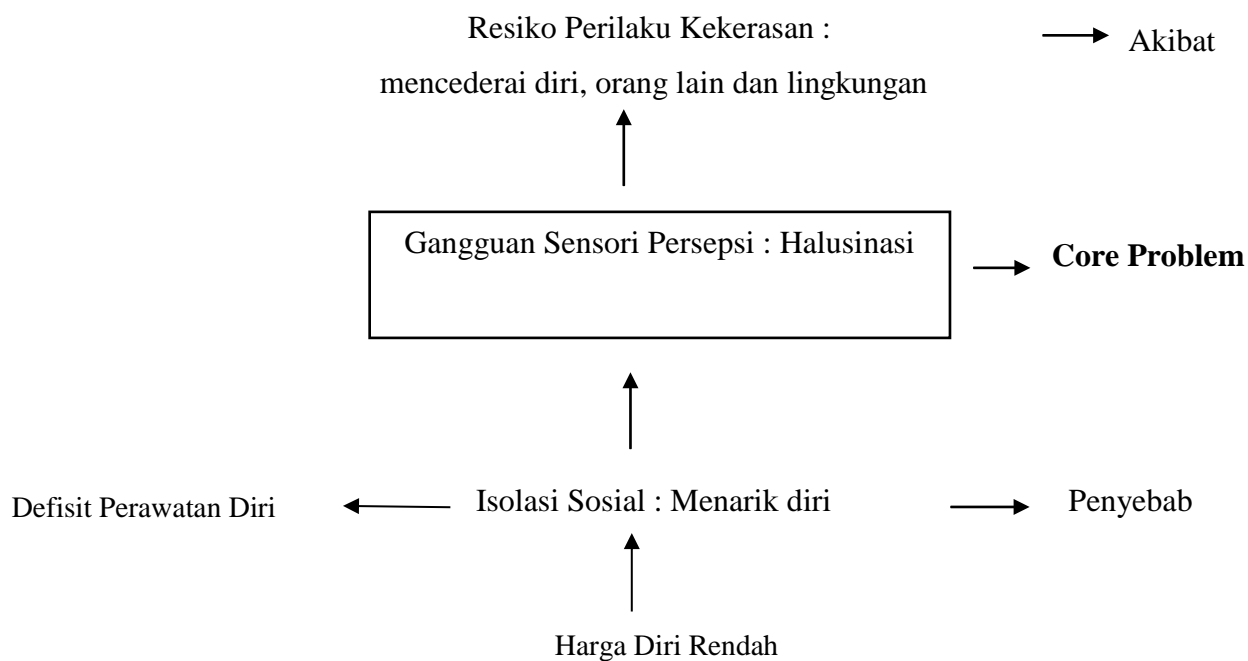 Resiko Perilaku Kekerasan :
mencederai diri, orang lain dan lingkungan
Akibat
Gangguan Sensori Persepsi : Halusinasi
Core Problem
Defisit Perawatan Diri
Isolasi Sosial : Menarik diri
Penyebab
Harga Diri Rendah